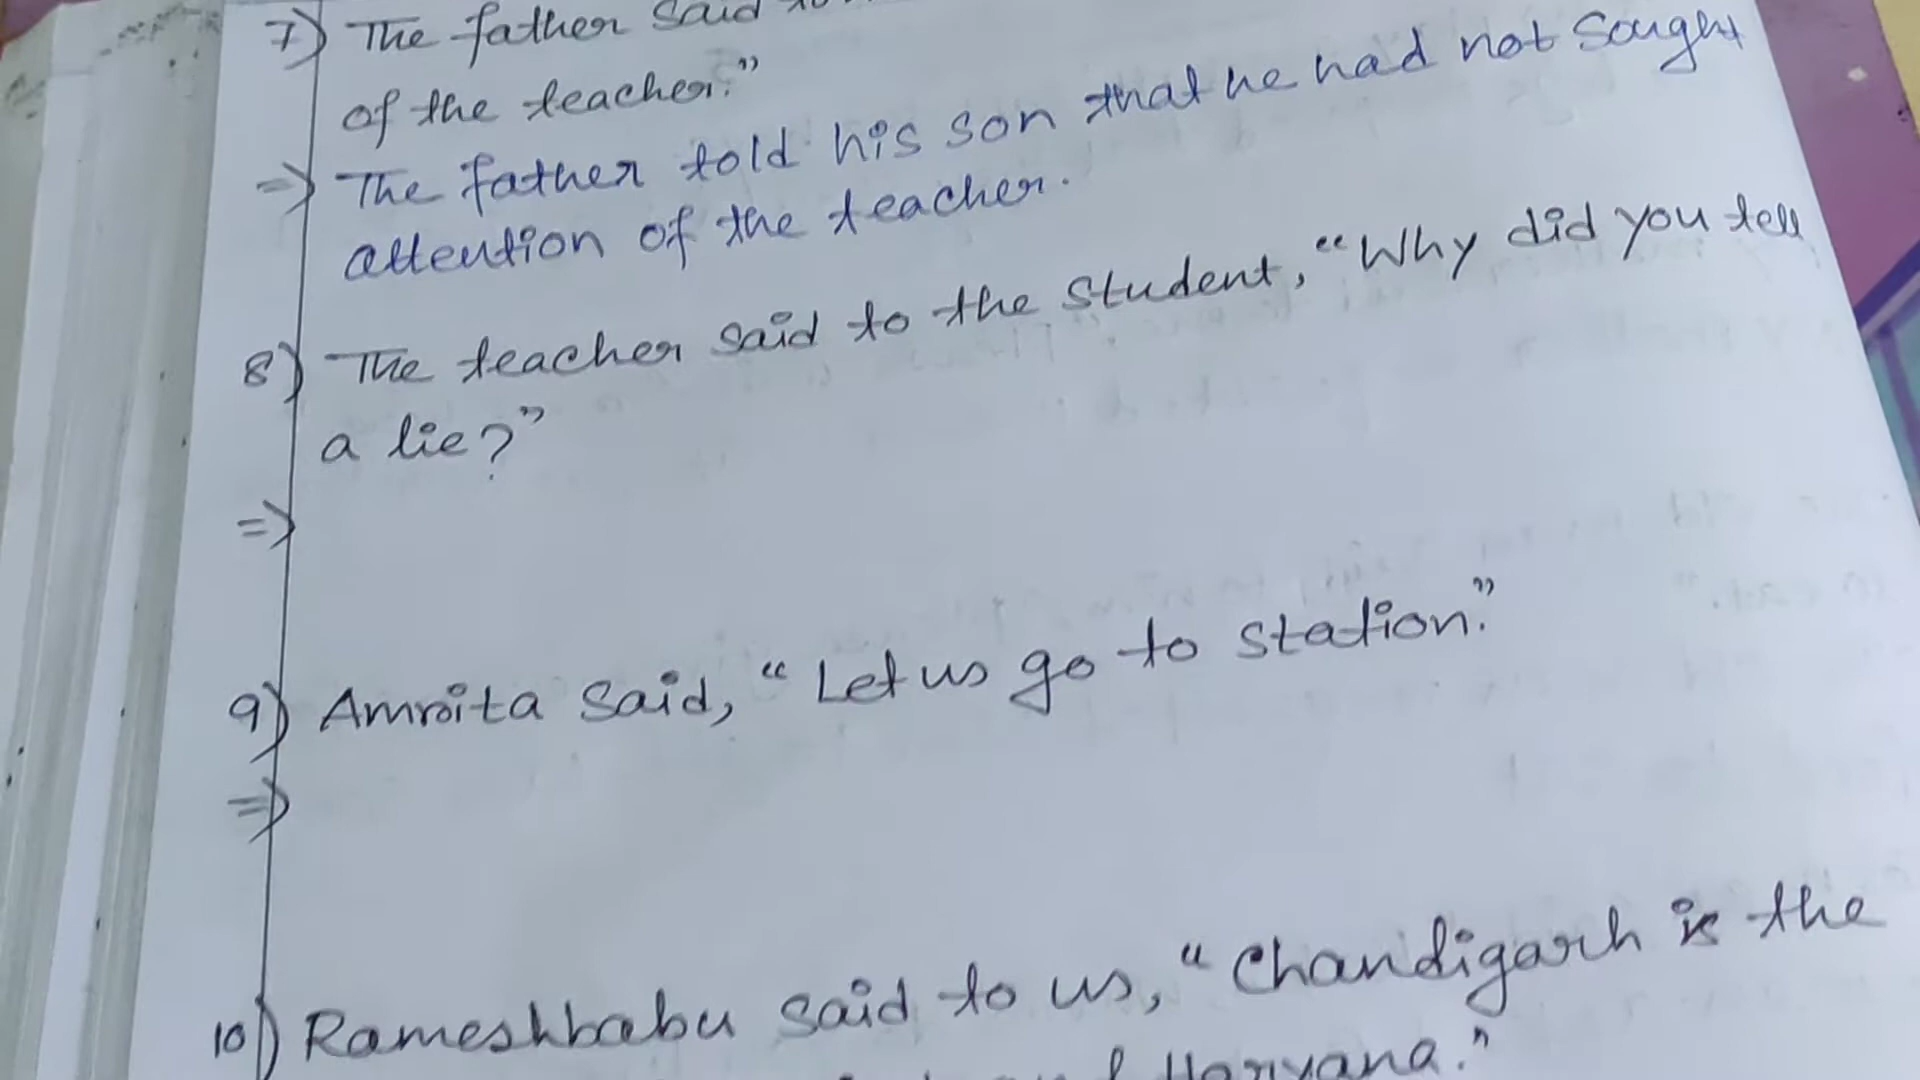 7) The father said
of the teacher."
=> The father told his son that he had not sought
attention of the teacher.
8) The teacher said to the student, "Why did you tell
a lie?"
=>
9) Amrita said, "Let us go to station."
=>
10) Rameshbabu said to us, "Chandigarh is the
Haryana."